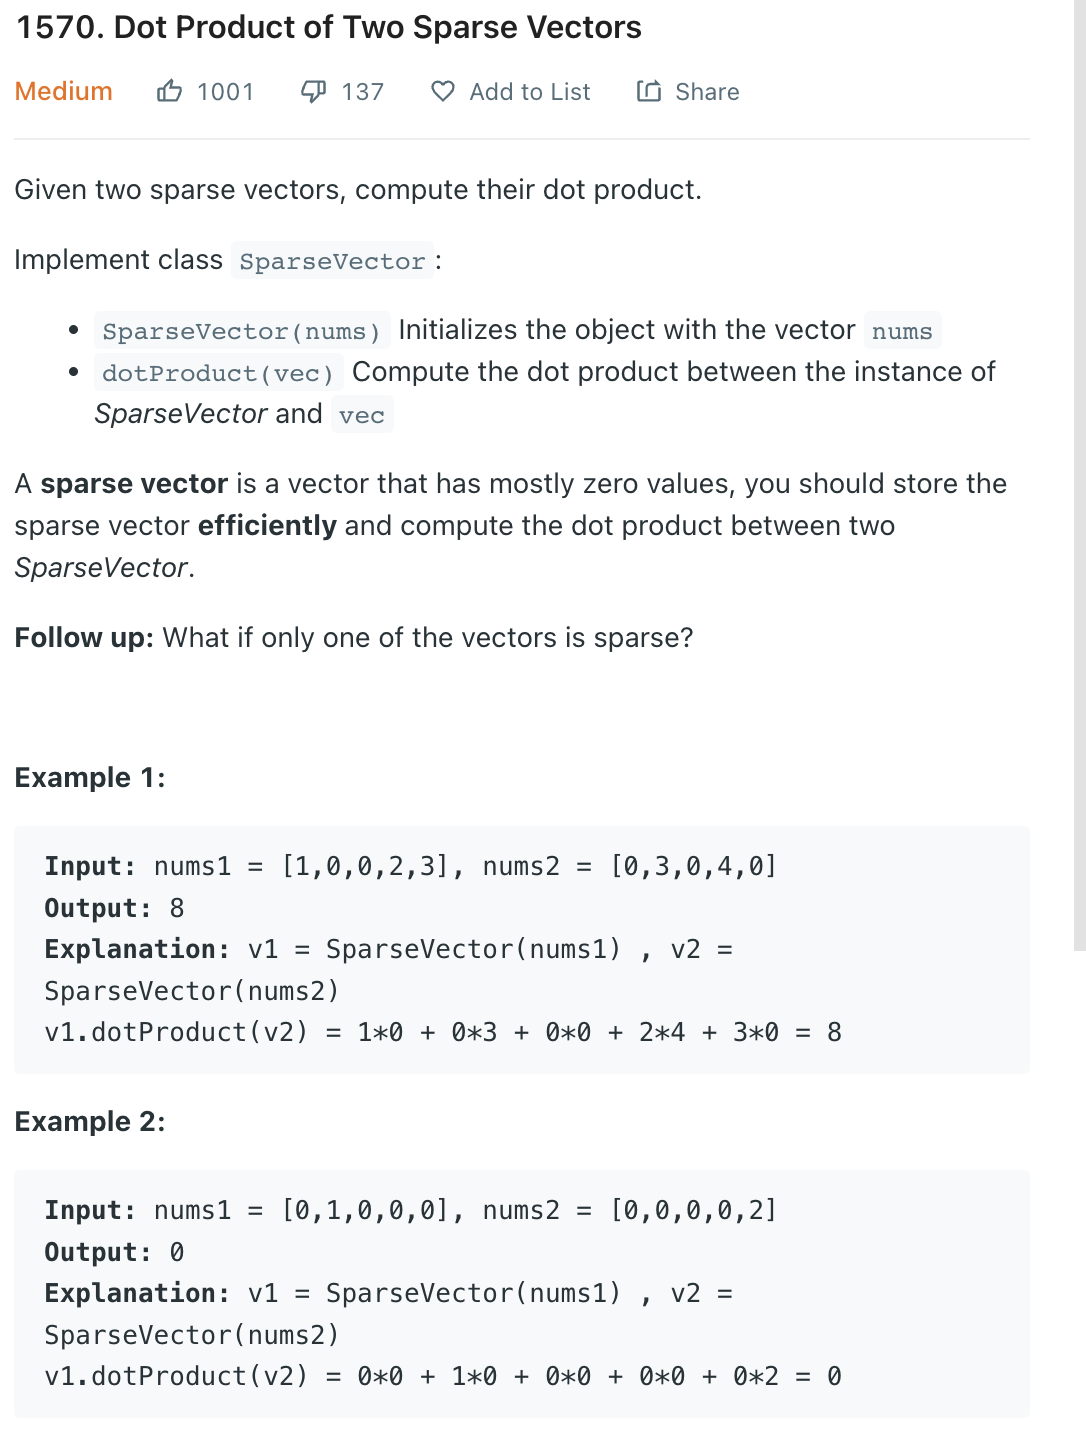 1570. Dot Product of Two Sparse Vectors
Medium 1001 137 Add to List Share
Given two sparse vectors, compute their dot product.
Implement class SparseVector:
• SparseVector(nums) Initializes the object with the vector nums
• dotProduct(vec) Compute the dot product between the instance of
SparseVector and vec
A sparse vector is a vector that has mostly zero values, you should store the
sparse vector efficiently and compute the dot product between two
SparseVector.
Follow up: What if only one of the vectors is sparse?
Example 1:
Input: nums1 = [1,0,0,2,3], nums2 = [0,3,0,4,0]
Output: 8
Explanation: v1 = SparseVector(nums1) , v2 =
SparseVector(nums2)
v1.dotProduct(v2) = 1*0 + 0*3 + 0*0 + 2*4 + 3*0 = 8
Example 2:
Input: nums1 = [0,1,0,0,0], nums2 = [0,0,0,0,2]
Output: 0
Explanation: v1 = SparseVector(nums1) , v2 =
SparseVector(nums2)
v1.dotProduct(v2) = 0*0 + 1*0 + 0*0 + 0*0 + 0*2 = 0